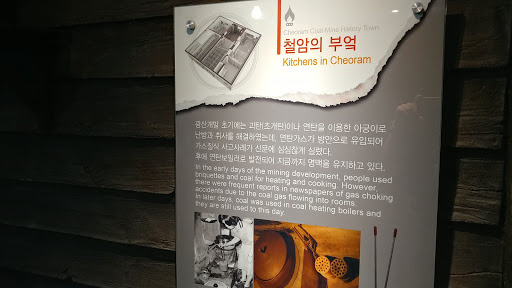 Cheoram Coal-Mine History Town
철암의 부엌
Kitchens in Cheoram
광산개발 초기에는 괴탄(조개탄)이나 연탄을 이용한 아궁이로
난방과 취사를 해결하였는데, 연탄가스가 방안으로 유입되어
가스질식 사고사례가 신문에 심심찮게 실렸다.
후에 연탄보일러로 발전되어 지금까지 명맥을 유지하고 있다.
In the early days of the mining development, people used
briquettes and coal for heating and cooking. However,
there were frequent reports in newspapers of gas choking
accidents due to the coal gas flowing into rooms.
In later days, coal was used in coal heating boilers and
they are still used to this day.